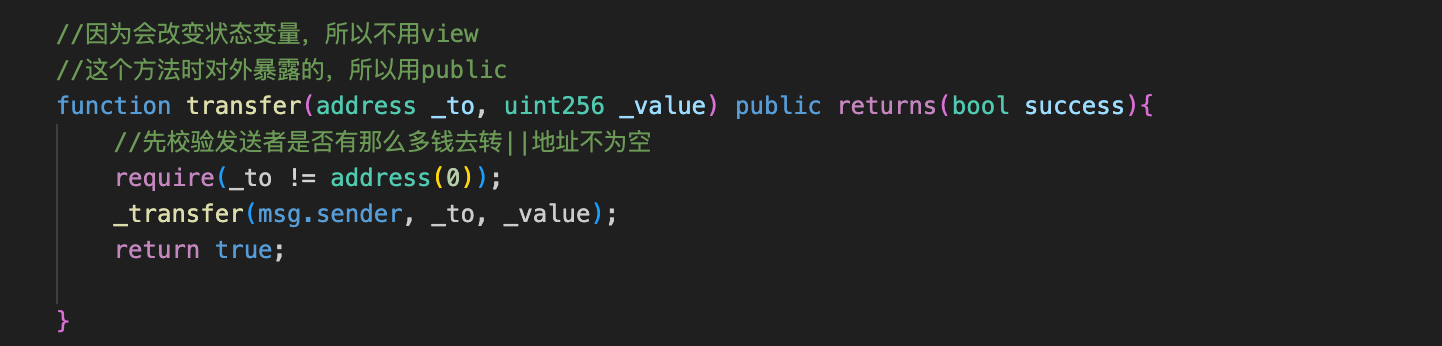 //因为会改变状态变量，所以不用view
//这个方法时对外暴露的，所以用public
function transfer(address _to, uint256 _value) public returns(bool success){
//先校验发送者是否有那么多钱去转||地址不为空
require(_to != address(0));
_transfer(msg.sender, _to, _value);
return true;
}